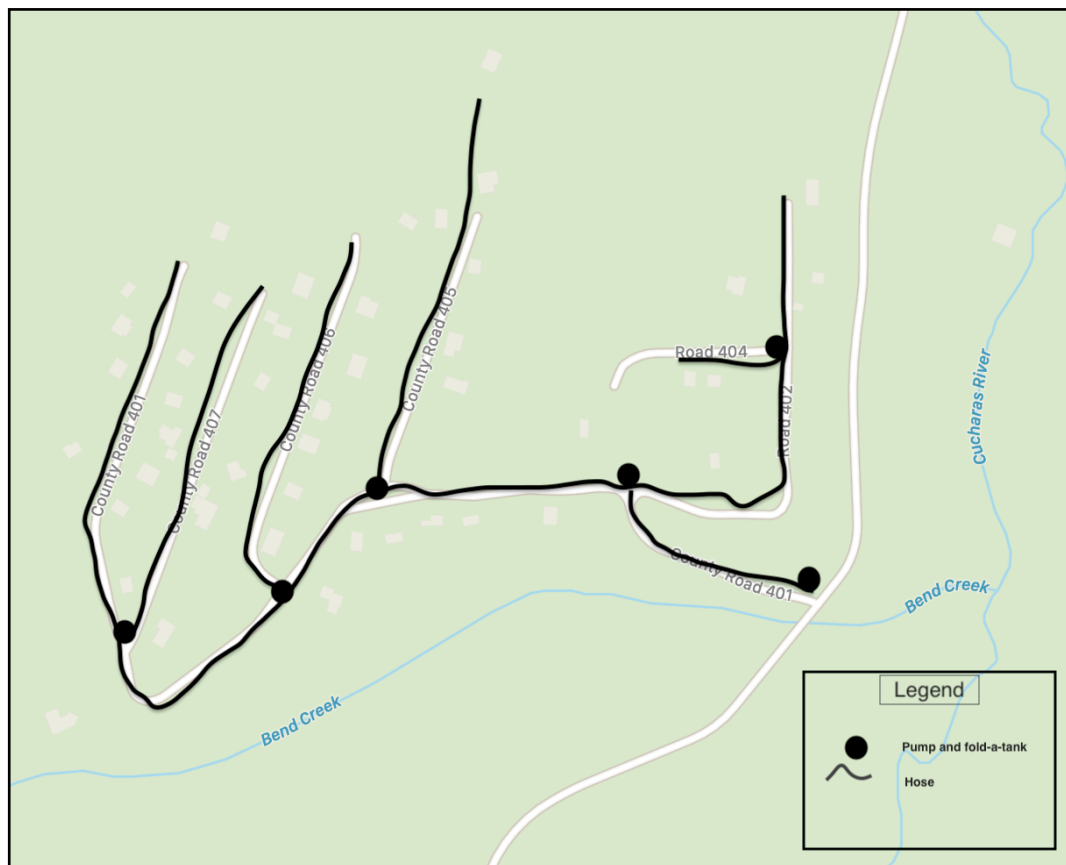 County Road 405
Road 404
County Road 406
County Road 401
County Road 407
Road 402
Cucharas River
County Road 401
Bend Creek
Bend Creek
Legend
Pump and fold-a-tank
Hose